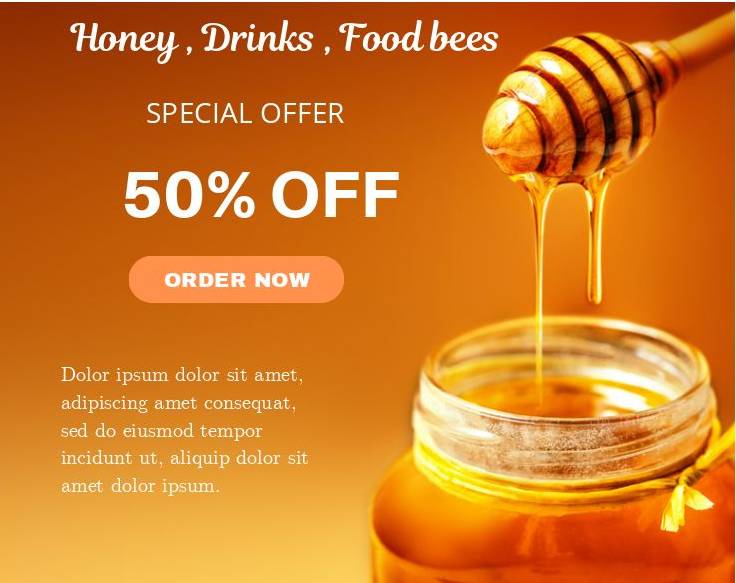 Honey , Drinks , Food bees
SPECIAL OFFER
50% OFF
ORDER NOW
Dolor ipsum dolor sit amet,
adipiscing amet consequat,
sed do eiusmod tempor
incidunt ut, aliquip dolor sit
amet dolor ipsum.